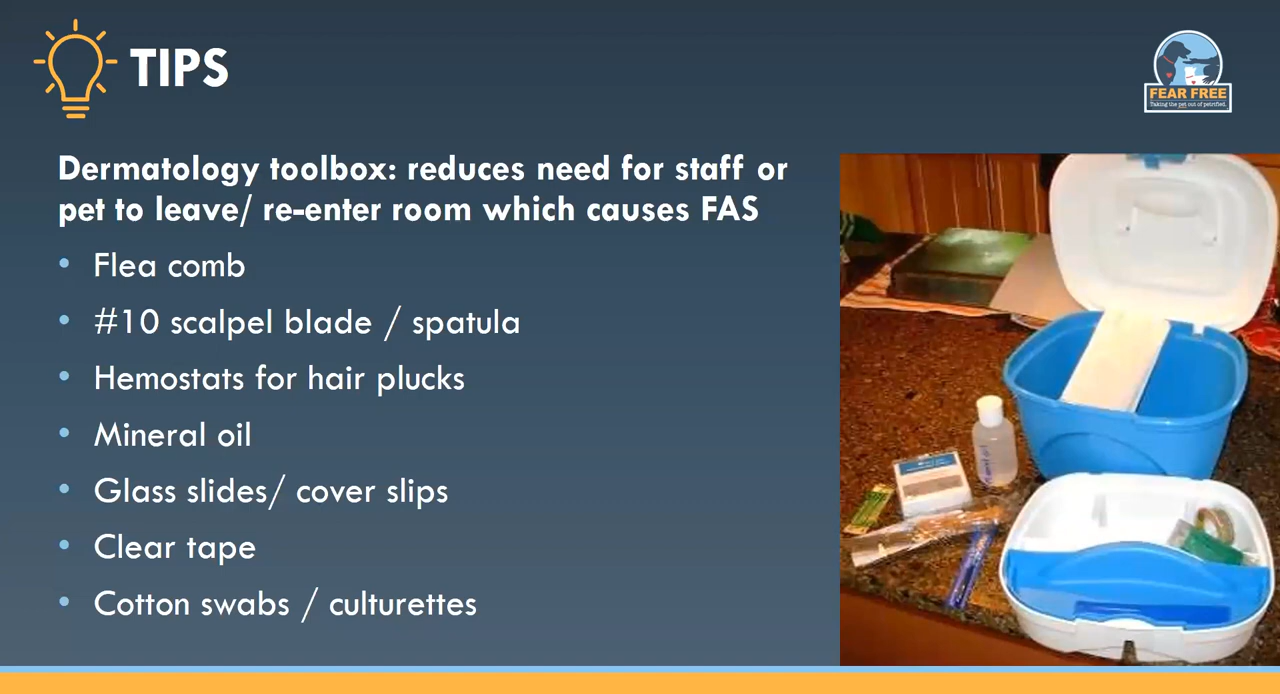 TIPS
FEAR FREE
Taking the pet out of petrified.
Dermatology toolbox: reduces need for staff or
pet to leave/ re-enter room which causes FAS
• Flea comb
• #10 scalpel blade / spatula
• Hemostats for hair plucks
• Mineral oil
• Glass slides/ cover slips
• Clear tape
• Cotton swabs / culturettes